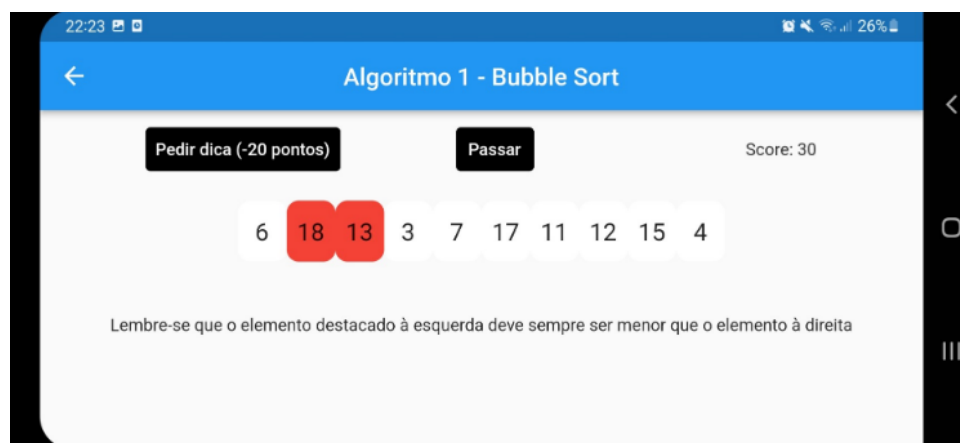 22:23 26%
Algoritmo 1 - Bubble Sort
Pedir dica (-20 pontos) Passar Score: 30
6 18 13 3 7 17 11 12 15 4
Lembre-se que o elemento destacado à esquerda deve sempre ser menor que o elemento à direita